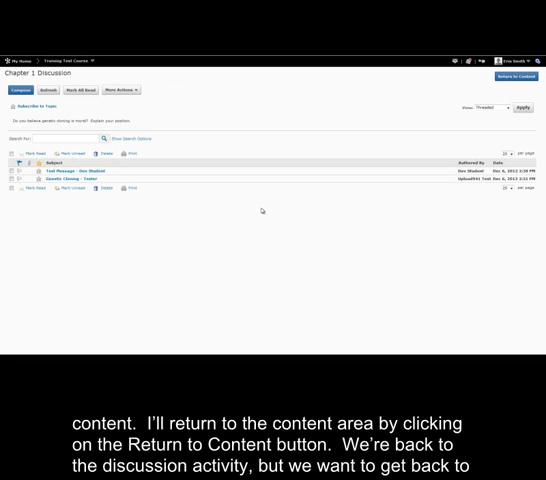 My Home Training Test Course Erin Smith
Chapter 1 Discussion
Return to Content
Compose Refresh Mark All Read More Actions
Subscribe to Topic
View: Threaded Apply
Do you believe genetic cloning is moral? Explain your position.
Search For: Show Search Options
Mark Read Mark Unread Delete Print 25 per page
Subject Authored By Date
Test Message - Dev Student Dev Student Dec 6, 2012 2:39 PM
Genetic Cloning - Tester Test Dec 6, 2012
Mark Read Mark Unread Delete Print 25 per page
content. I'll return to the content area by clicking
on the Return to Content button. We're back to
the discussion activity, but we want to get back to